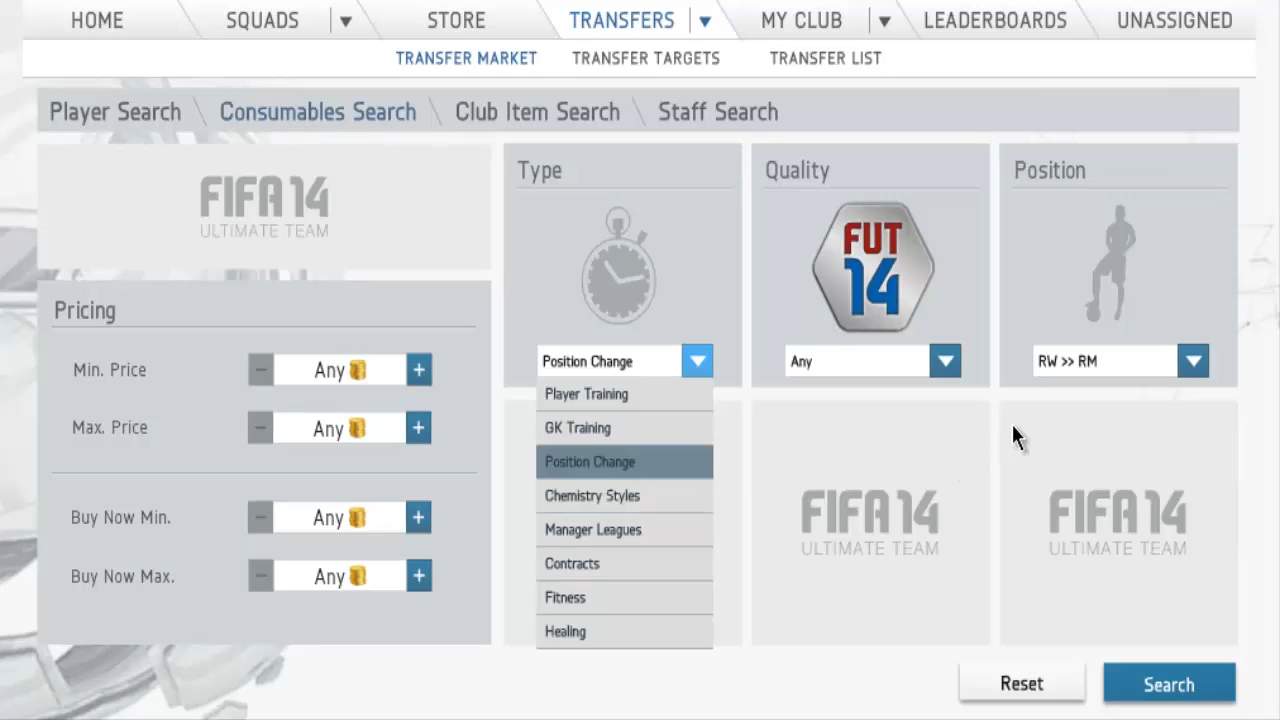 HOME SQUADS STORE TRANSFERS MY CLUB LEADERBOARDS UNASSIGNED
TRANSFER MARKET TRANSFER TARGETS TRANSFER LIST
Player Search Consumables Search Club Item Search Staff Search
FIFA 14
ULTIMATE TEAM
Pricing
Min. Price Any
Max. Price Any
Buy Now Min. Any
Buy Now Max. Any
Type
Position Change
Player Training
GK Training
Position Change
Chemistry Styles
Manager Leagues
Contracts
Fitness
Healing
Quality
FUT
14
Any
Position
RW >> RM
FIFA 14
ULTIMATE TEAM
FIFA 14
ULTIMATE TEAM
Reset Search